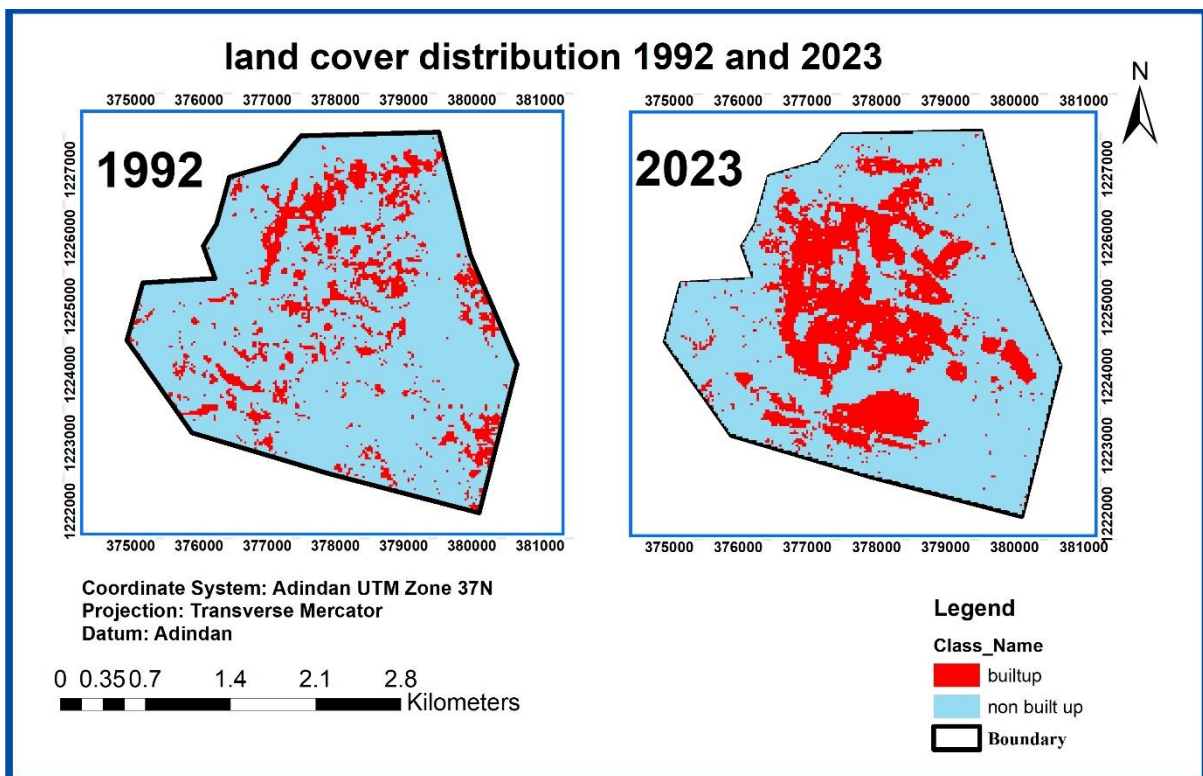 land cover distribution 1992 and 2023
N
375000 376000 377000 378000 379000 380000 381000
1227000
1226000
1225000
1224000
1223000
1222000
1992
375000 376000 377000 378000 379000 380000 381000
375000 376000 377000 378000 379000 380000 381000
2023
1227000
1226000
1225000
1224000
1223000
1222000
375000 376000 377000 378000 379000 380000 381000
Coordinate System: Adindan UTM Zone 37N
Projection: Transverse Mercator
Datum: Adindan
0 0.35 0.7 1.4 2.1 2.8
Kilometers
Legend
Class_Name
builtup
non built up
Boundary